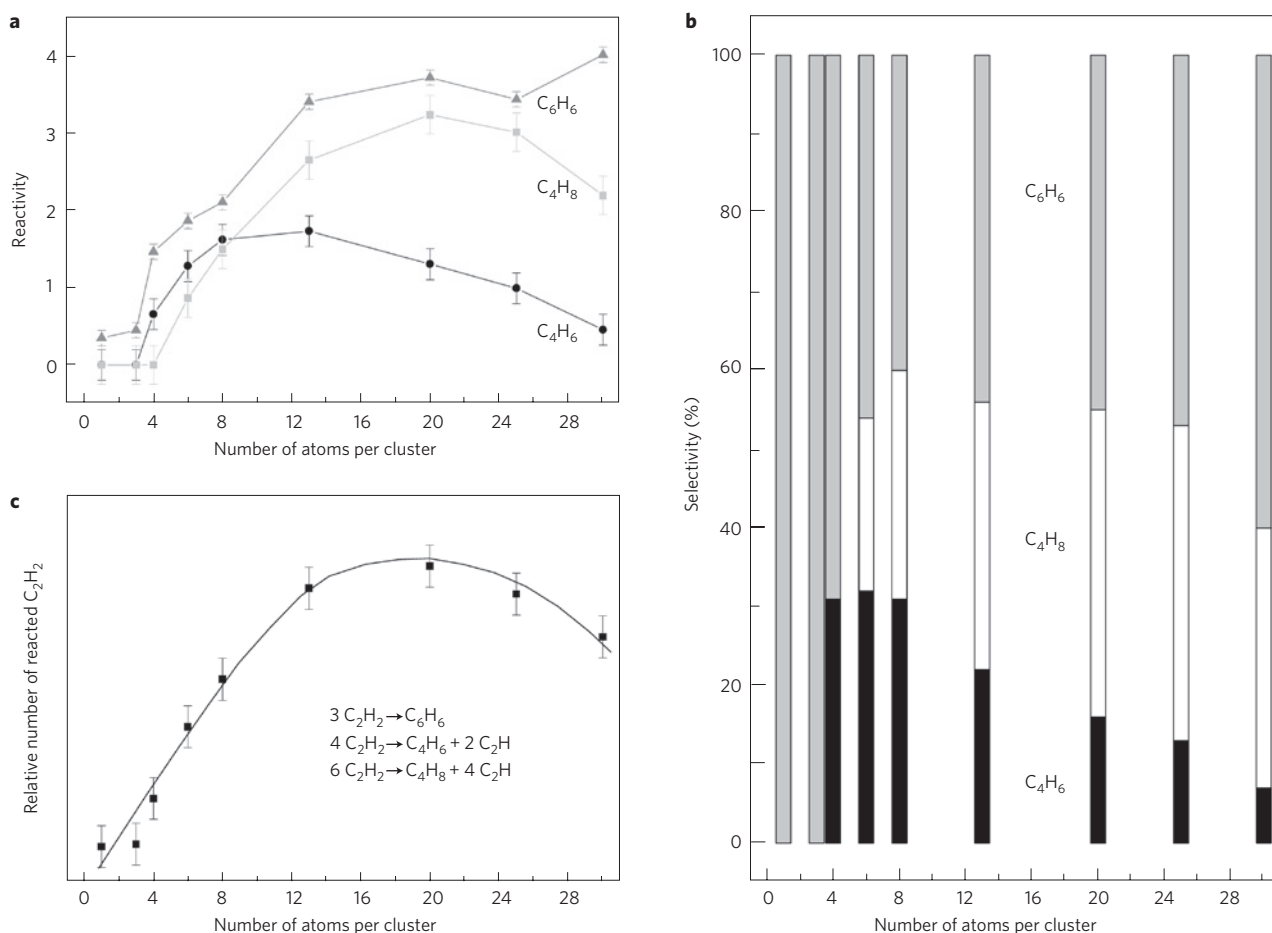 a
4
3
2
1
0
Reactivity
C₆H₆
C₄H₈
C₄H₆
0 4 8 12 16 20 24 28
Number of atoms per cluster
b
100
80
60
40
20
0
Selectivity (%)
C₆H₆
C₄H₈
C₄H₆
0 4 8 12 16 20 24 28
Number of atoms per cluster
c
Relative number of reacted C₂H₂
3 C₂H₂→C₆H₆
4 C₂H₂→C₄H₆ + 2 C₂H
6 C₂H₂→C₄H₈ + 4 C₂H
0 4 8 12 16 20 24 28
Number of atoms per cluster